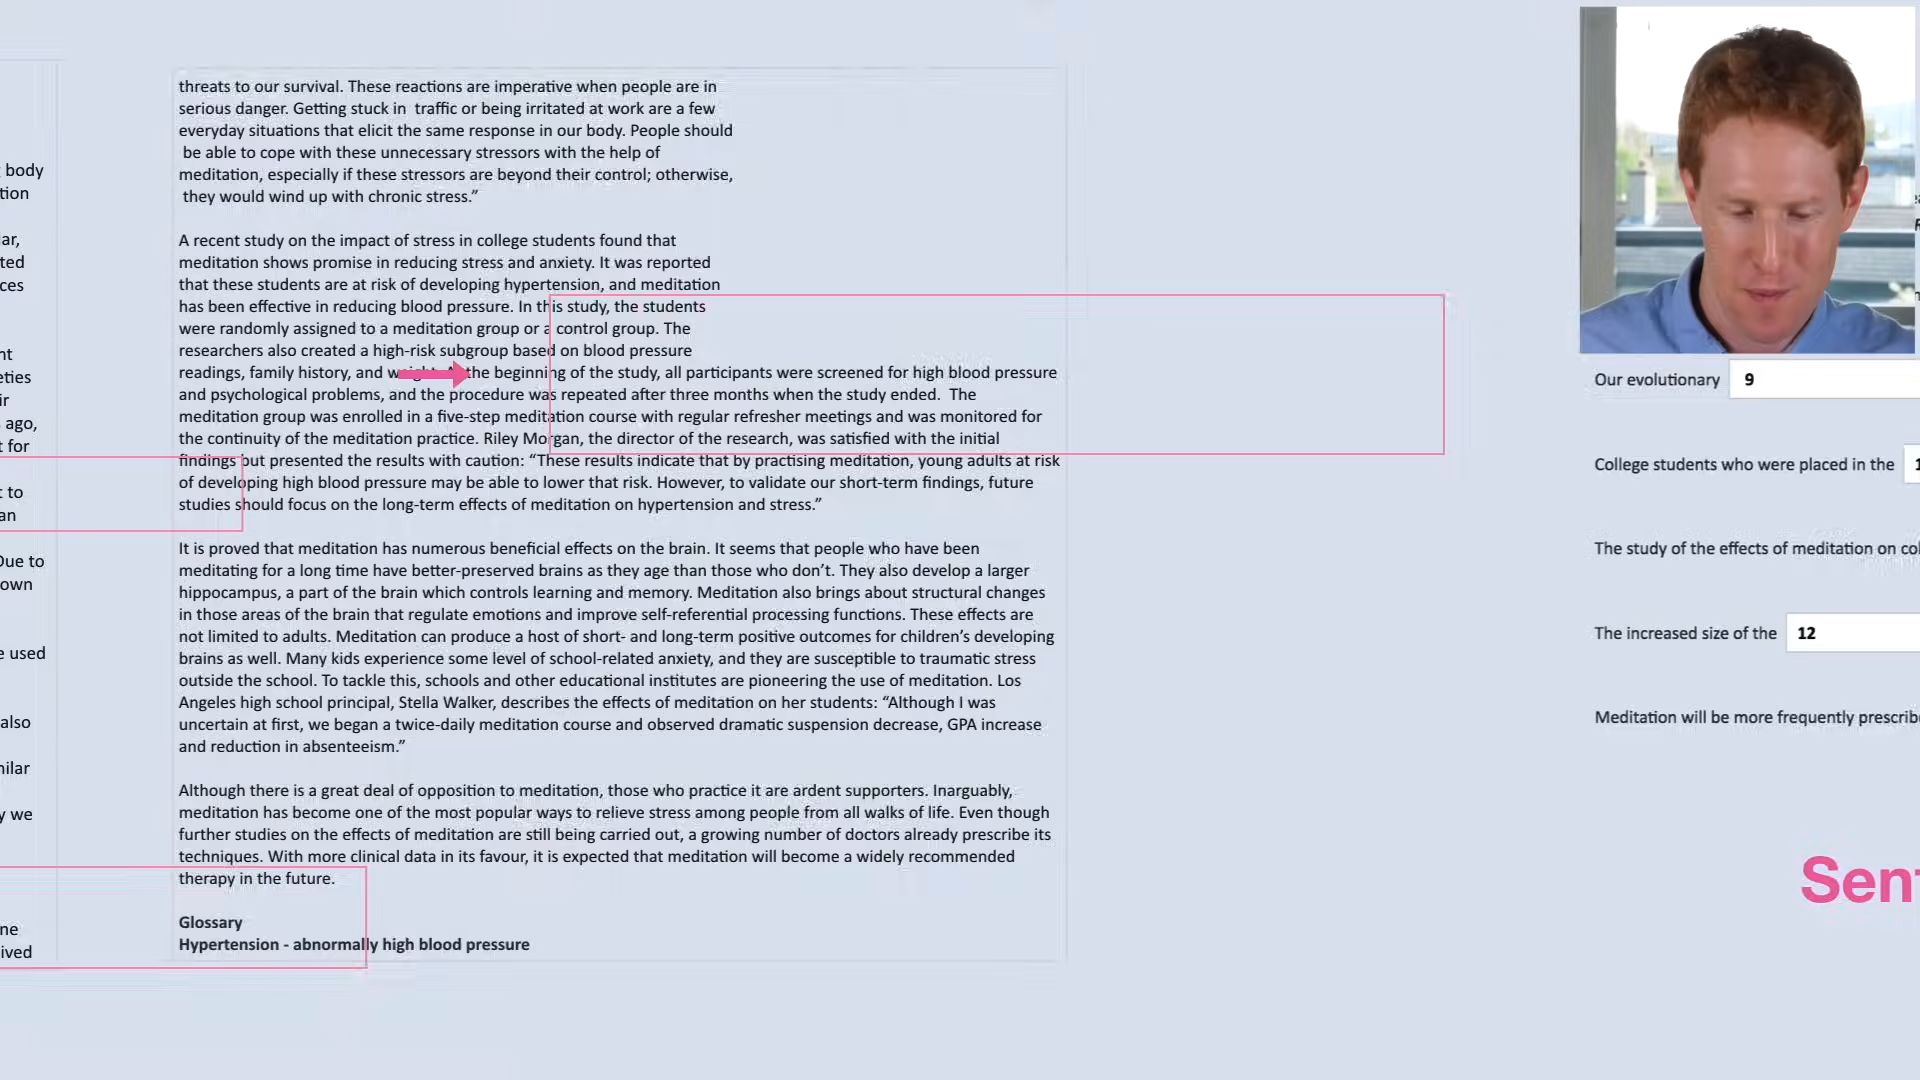 body
tion
ar,
ted
ces
nt
eties
ir
ago,
t for
t to
an
Due to
own
e used
also
nilar
y we
ne
ived
threats to our survival. These reactions are imperative when people are in
serious danger. Getting stuck in traffic or being irritated at work are a few
everyday situations that elicit the same response in our body. People should
be able to cope with these unnecessary stressors with the help of
meditation, especially if these stressors are beyond their control; otherwise,
they would wind up with chronic stress.”
A recent study on the impact of stress in college students found that
meditation shows promise in reducing stress and anxiety. It was reported
that these students are at risk of developing hypertension, and meditation
has been effective in reducing blood pressure. In this study, the students
were randomly assigned to a meditation group or a control group. The
researchers also created a high-risk subgroup based on blood pressure
readings, family history, and the beginning of the study, all participants were screened for high blood pressure
and psychological problems, and the procedure was repeated after three months when the study ended. The
meditation group was enrolled in a five-step meditation course with regular refresher meetings and was monitored for
the continuity of the meditation practice. Riley Morgan, the director of the research, was satisfied with the initial
findings but presented the results with caution: “These results indicate that by practising meditation, young adults at risk
of developing high blood pressure may be able to lower that risk. However, to validate our short-term findings, future
studies should focus on the long-term effects of meditation on hypertension and stress.”
It is proved that meditation has numerous beneficial effects on the brain. It seems that people who have been
meditating for a long time have better-preserved brains as they age than those who don’t. They also develop a larger
hippocampus, a part of the brain which controls learning and memory. Meditation also brings about structural changes
in those areas of the brain that regulate emotions and improve self-referential processing functions. These effects are
not limited to adults. Meditation can produce a host of short- and long-term positive outcomes for children’s developing
brains as well. Many kids experience some level of school-related anxiety, and they are susceptible to traumatic stress
outside the school. To tackle this, schools and other educational institutes are pioneering the use of meditation. Los
Angeles high school principal, Stella Walker, describes the effects of meditation on her students: “Although I was
uncertain at first, we began a twice-daily meditation course and observed dramatic suspension decrease, GPA increase
and reduction in absenteeism.”
Although there is a great deal of opposition to meditation, those who practice it are ardent supporters. Inarguably,
meditation has become one of the most popular ways to relieve stress among people from all walks of life. Even though
further studies on the effects of meditation are still being carried out, a growing number of doctors already prescribe its
techniques. With more clinical data in its favour, it is expected that meditation will become a widely recommended
therapy in the future.
Glossary
Hypertension - abnormally high blood pressure
Our evolutionary 9
College students who were placed in the 1
The study of the effects of meditation on col
The increased size of the 12
Meditation will be more frequently prescribe
Sent